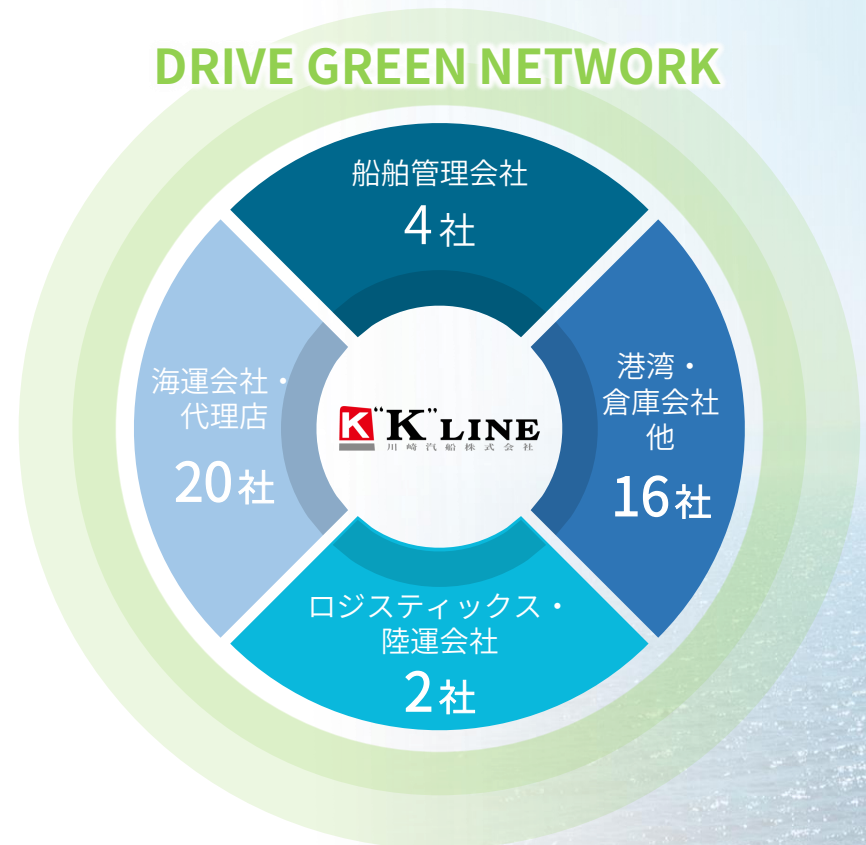 DRIVE GREEN NETWORK
船舶管理会社
4社
海運会社・
代理店
20社
港湾・
倉庫会社
他
16社
K "K" LINE
川崎汽船株式会社
ロジスティックス・
陸運会社
2社